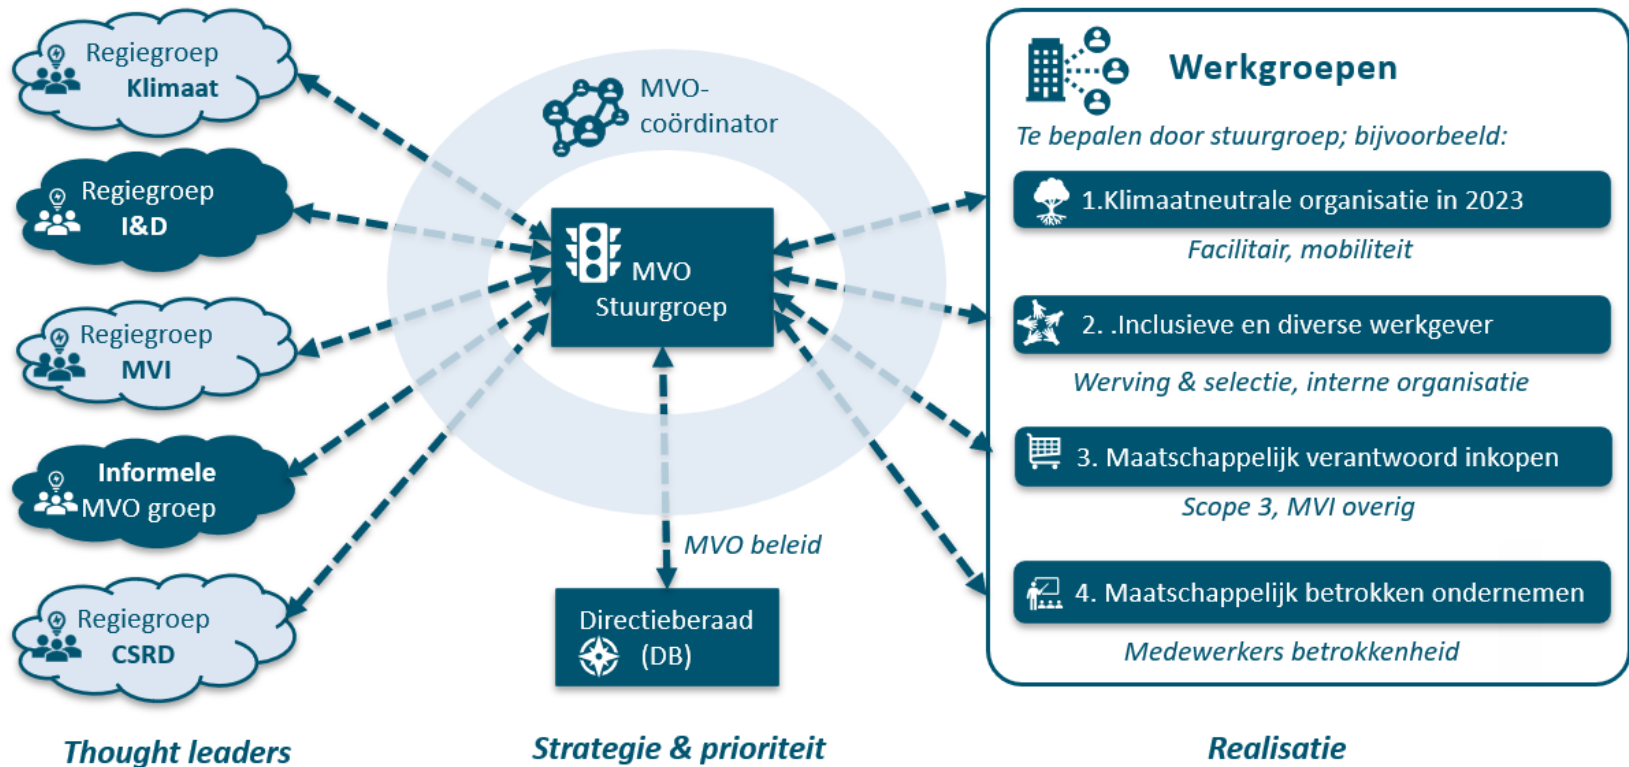 Regiegroep
Klimaat
Regiegroep
I&D
Regiegroep
MVI
Informele
MVO groep
Regiegroep
CSRD
Thought leaders
MVO-
coördinator
MVO
Stuurgroep
MVO beleid
Directieberaad
(DB)
Strategie & prioriteit
Werkgroepen
Te bepalen door stuurgroep; bijvoorbeeld:
1.Klimaatneutrale organisatie in 2023
Facilitair, mobiliteit
2. .Inclusieve en diverse werkgever
Werving & selectie, interne organisatie
3. Maatschappelijk verantwoord inkopen
Scope 3, MVI overig
4. Maatschappelijk betrokken ondernemen
Medewerkers betrokkenheid
Realisatie